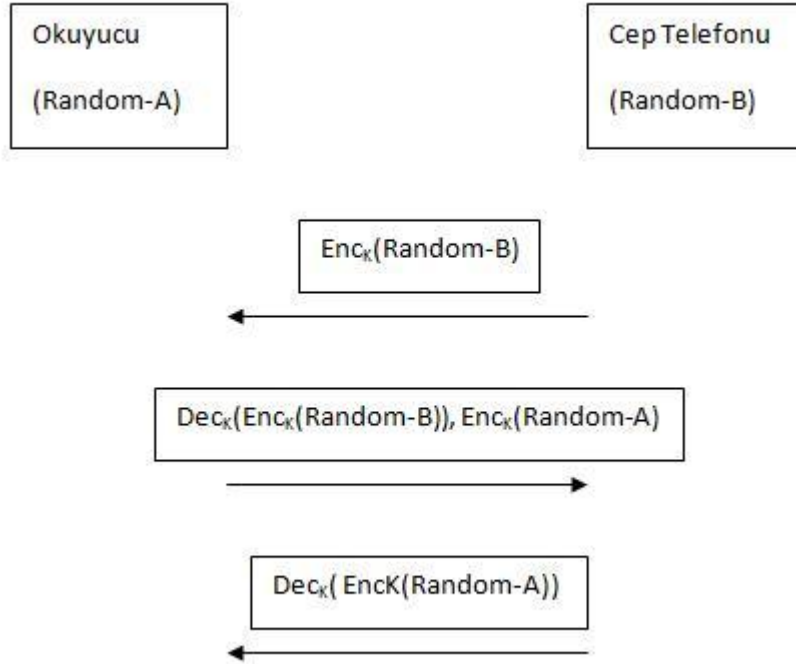 Okuyucu
(Random-A)
Cep Telefonu
(Random-B)
Encₖ(Random-B)
Decₖ(Encₖ(Random-B)), Encₖ(Random-A)
Decₖ( EncK(Random-A))